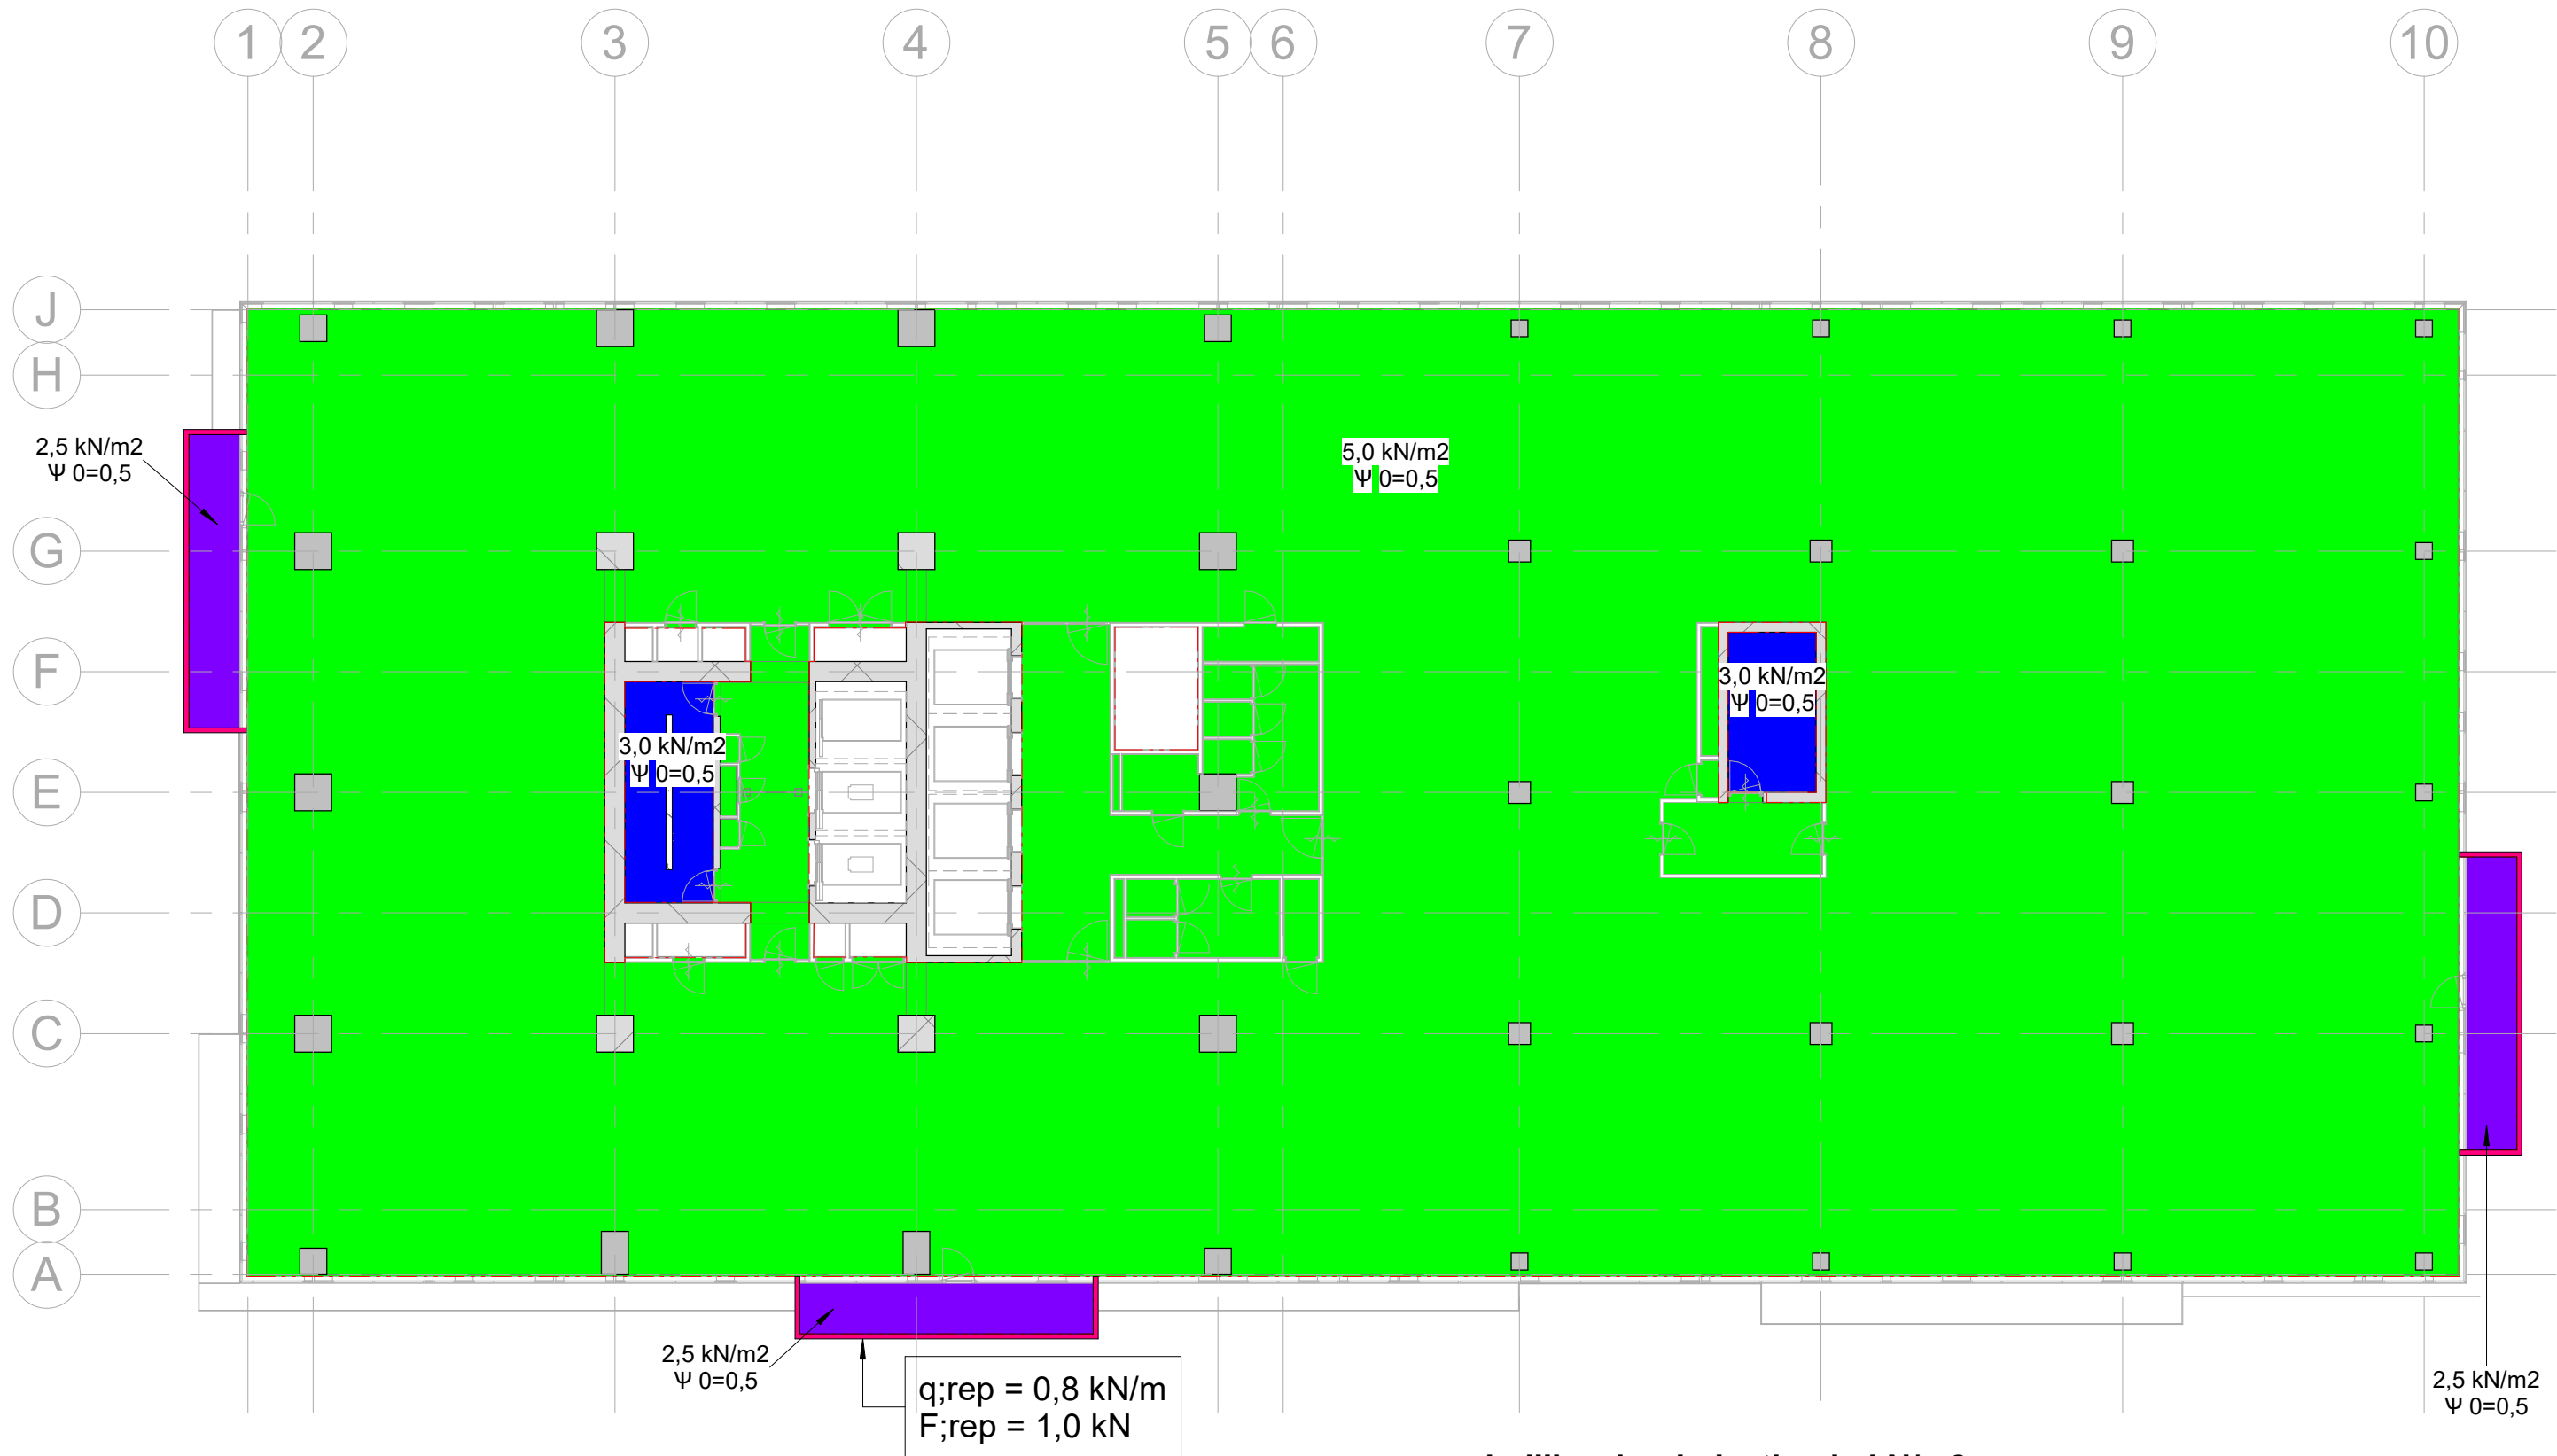 1
2
3
4
5
6
7
8
9
10
J
H
G
F
E
D
C
B
A
2,5 kN/m2
Ψ 0=0,5
5,0 kN/m2
Ψ 0=0,5
3,0 kN/m2
Ψ 0=0,5
3,0 kN/m2
Ψ 0=0,5
2,5 kN/m2
Ψ 0=0,5
q;rep = 0,8 kN/m
F;rep = 1,0 kN
2,5 kN/m2
Ψ 0=0,5